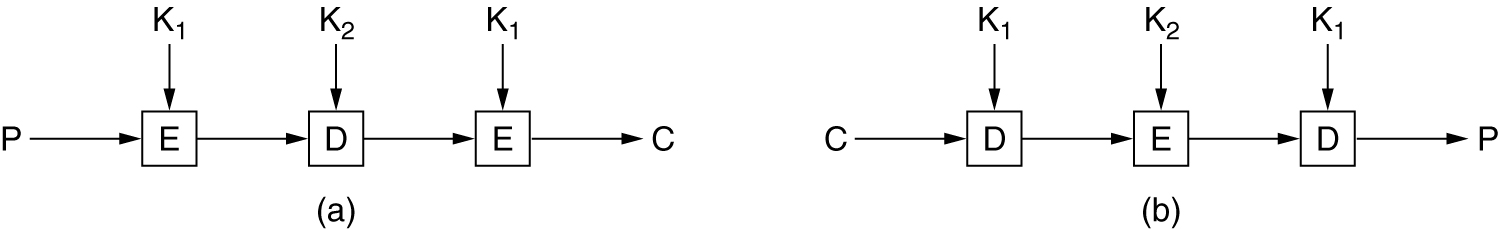 K₁ K₂ K₁ K₁ K₂ K₁
P E D E C C D E D P
(a) (b)